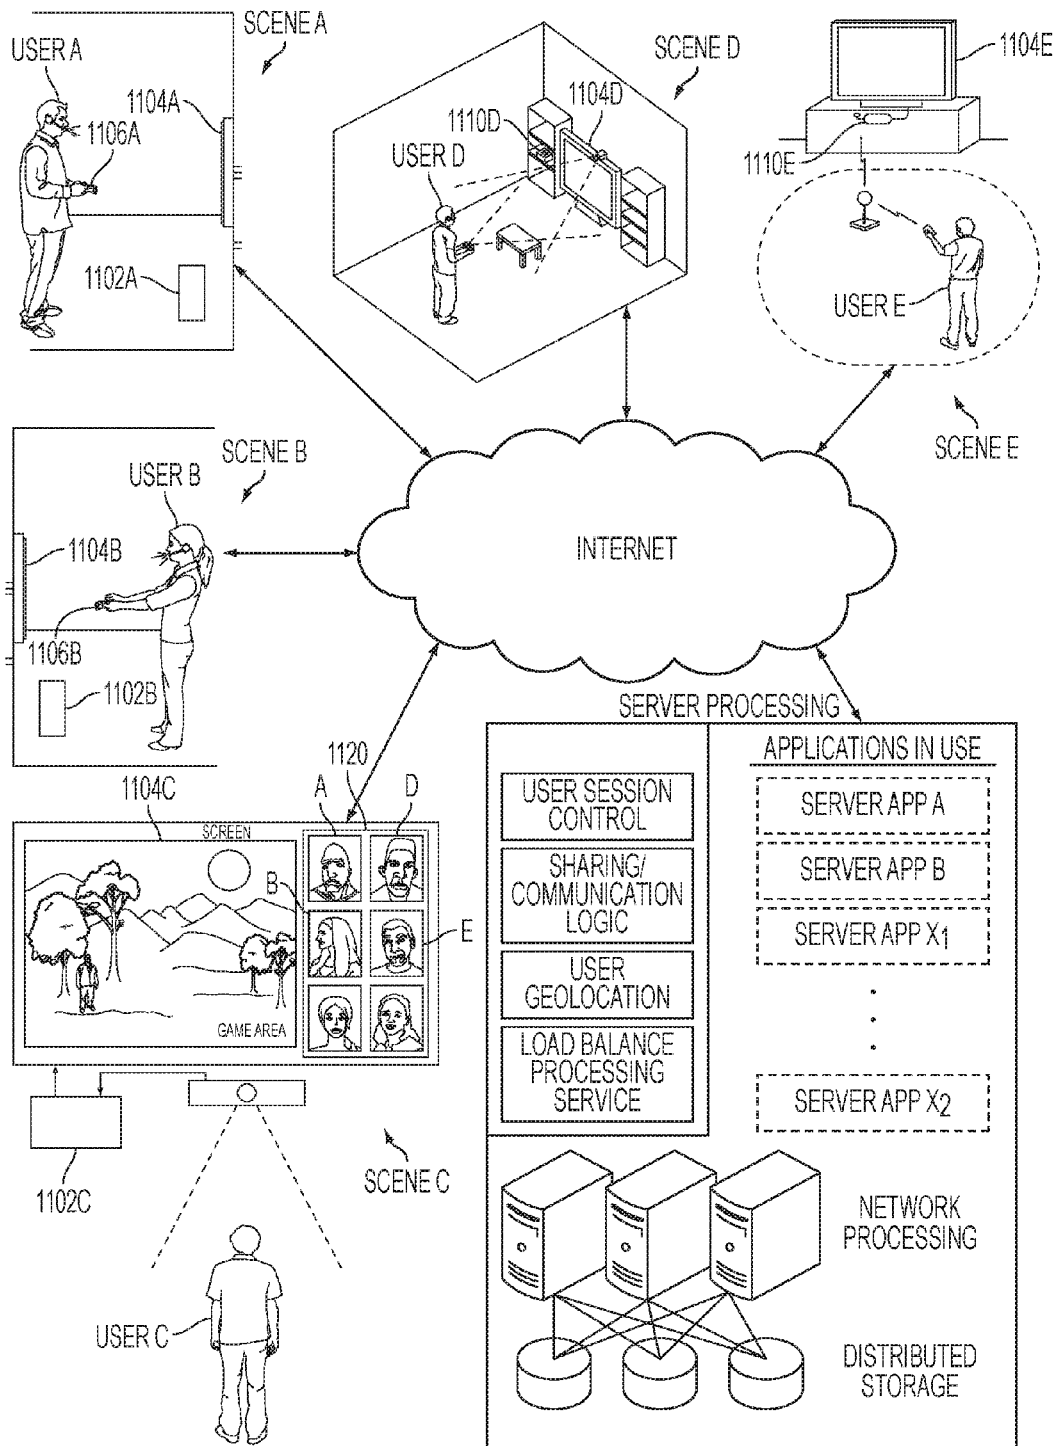 SCENE A
USER A
1104A
1106A
1102A
SCENE D
1104D
1110D
USER D
1104E
1110E
USER E
SCENE E
SCENE B
USER B
1104B
1106B
1102B
INTERNET
SERVER PROCESSING
APPLICATIONS IN USE
USER SESSION
CONTROL
SHARING/
COMMUNICATION
LOGIC
USER
GEOLOCATION
LOAD BALANCE
PROCESSING
SERVICE
SERVER APP A
SERVER APP B
SERVER APP X1
SERVER APP X2
NETWORK
PROCESSING
DISTRIBUTED
STORAGE
1104C
1120
A
D
SCREEN
B
E
GAME AREA
1102C
SCENE C
USER C